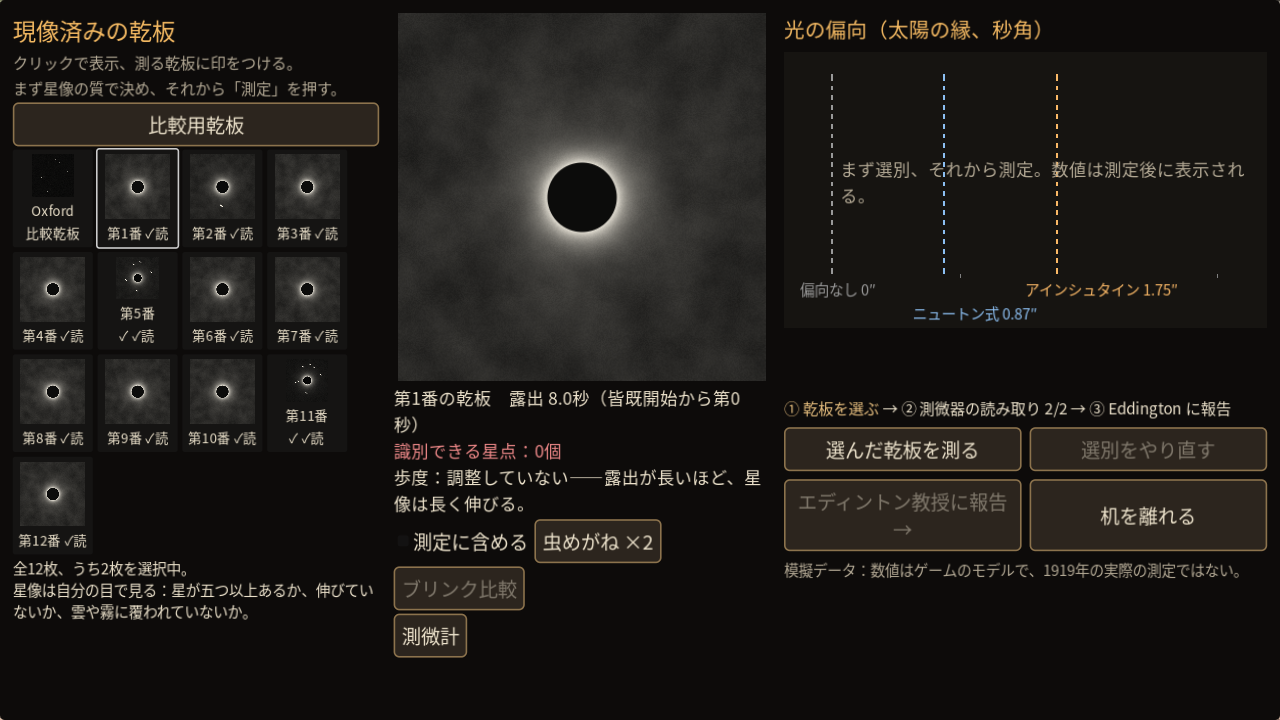 現像済みの乾板
クリックで表示、測る乾板に印をつける。
まず星像の質で決め、それから「測定」を押す。
比較用乾板
Oxford
比較乾板
第1番 ✓読
第2番 ✓読
第3番 ✓読
第4番 ✓読
第5番
✓ ✓読
第6番 ✓読
第7番 ✓読
第8番 ✓読
第9番 ✓読
第10番 ✓読
第11番
✓ ✓読
第12番 ✓読
全12枚、うち2枚を選択中。
星像は自分の目で見る：星が五つ以上あるか、伸びてい
ないか、雲や霧に覆われていないか。
第1番の乾板　露出 8.0秒（皆既開始から第0
秒）
識別できる星点：0個
歩度：調整していない——露出が長いほど、星
像は長く伸びる。
測定に含める
虫めがね ×2
ブリンク比較
測微計
光の偏向（太陽の縁、秒角）
まず選別、それから測定。数値は測定後に表示され
る。
偏向なし 0″
アインシュタイン 1.75″
ニュートン式 0.87″
① 乾板を選ぶ → ② 測微器の読み取り 2/2 → ③ Eddington に報告
選んだ乾板を測る
選別をやり直す
エディントン教授に報告
→
机を離れる
模擬データ：数値はゲームのモデルで、1919年の実際の測定ではない。